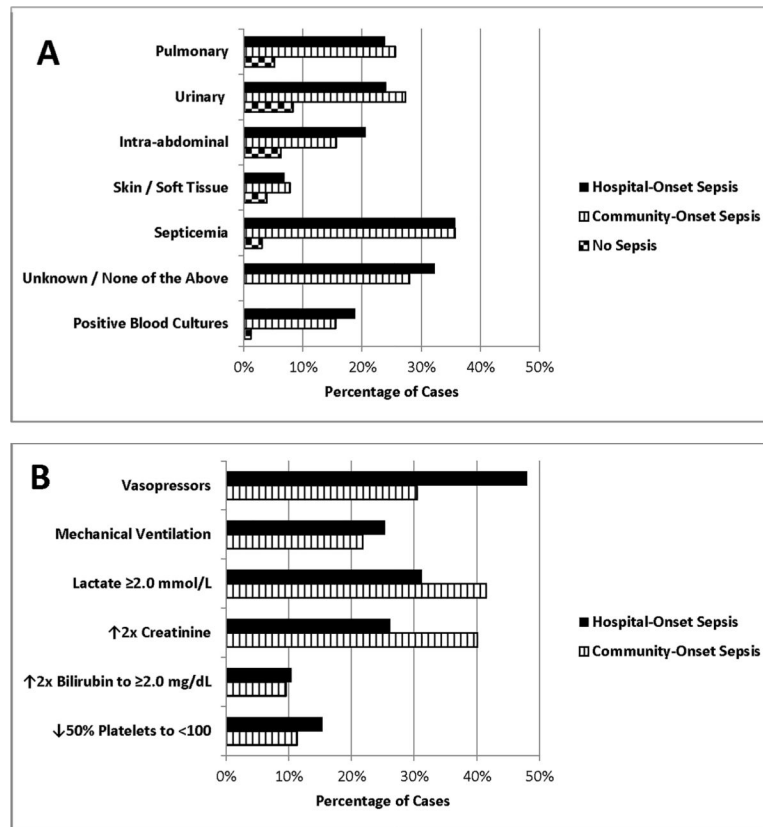 A
Pulmonary
Urinary
Intra-abdominal
Skin / Soft Tissue
Septicemia
Unknown / None of the Above
Positive Blood Cultures
0% 10% 20% 30% 40% 50%
Percentage of Cases
Hospital-Onset Sepsis
Community-Onset Sepsis
No Sepsis
B
Vasopressors
Mechanical Ventilation
Lactate ≥2.0 mmol/L
↑2x Creatinine
↑2x Bilirubin to ≥2.0 mg/dL
↓50% Platelets to <100
0% 10% 20% 30% 40% 50%
Percentage of Cases
Hospital-Onset Sepsis
Community-Onset Sepsis